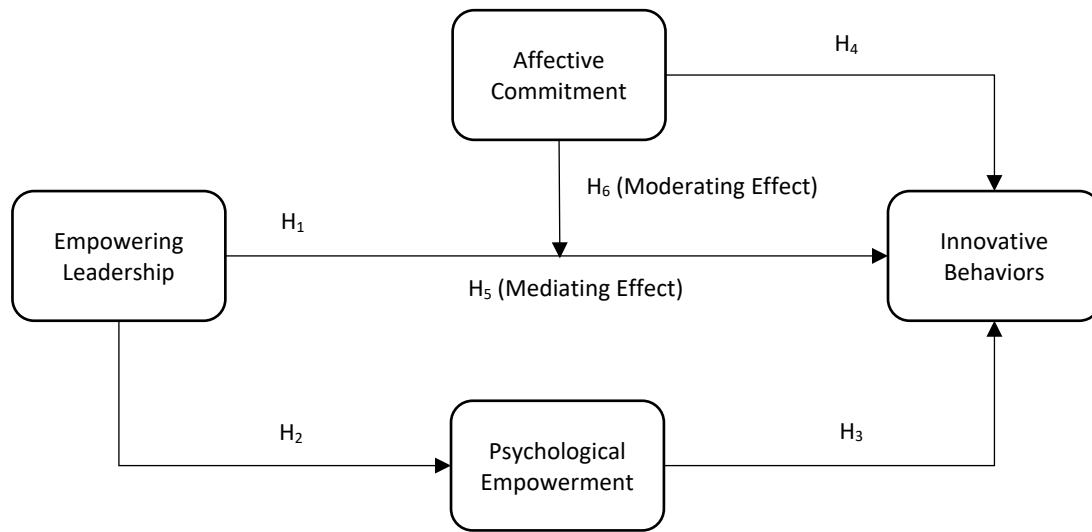 Affective
Commitment
H₄
H₆ (Moderating Effect)
Empowering
Leadership
H₁
Innovative
Behaviors
H₅ (Mediating Effect)
H₂
Psychological
Empowerment
H₃